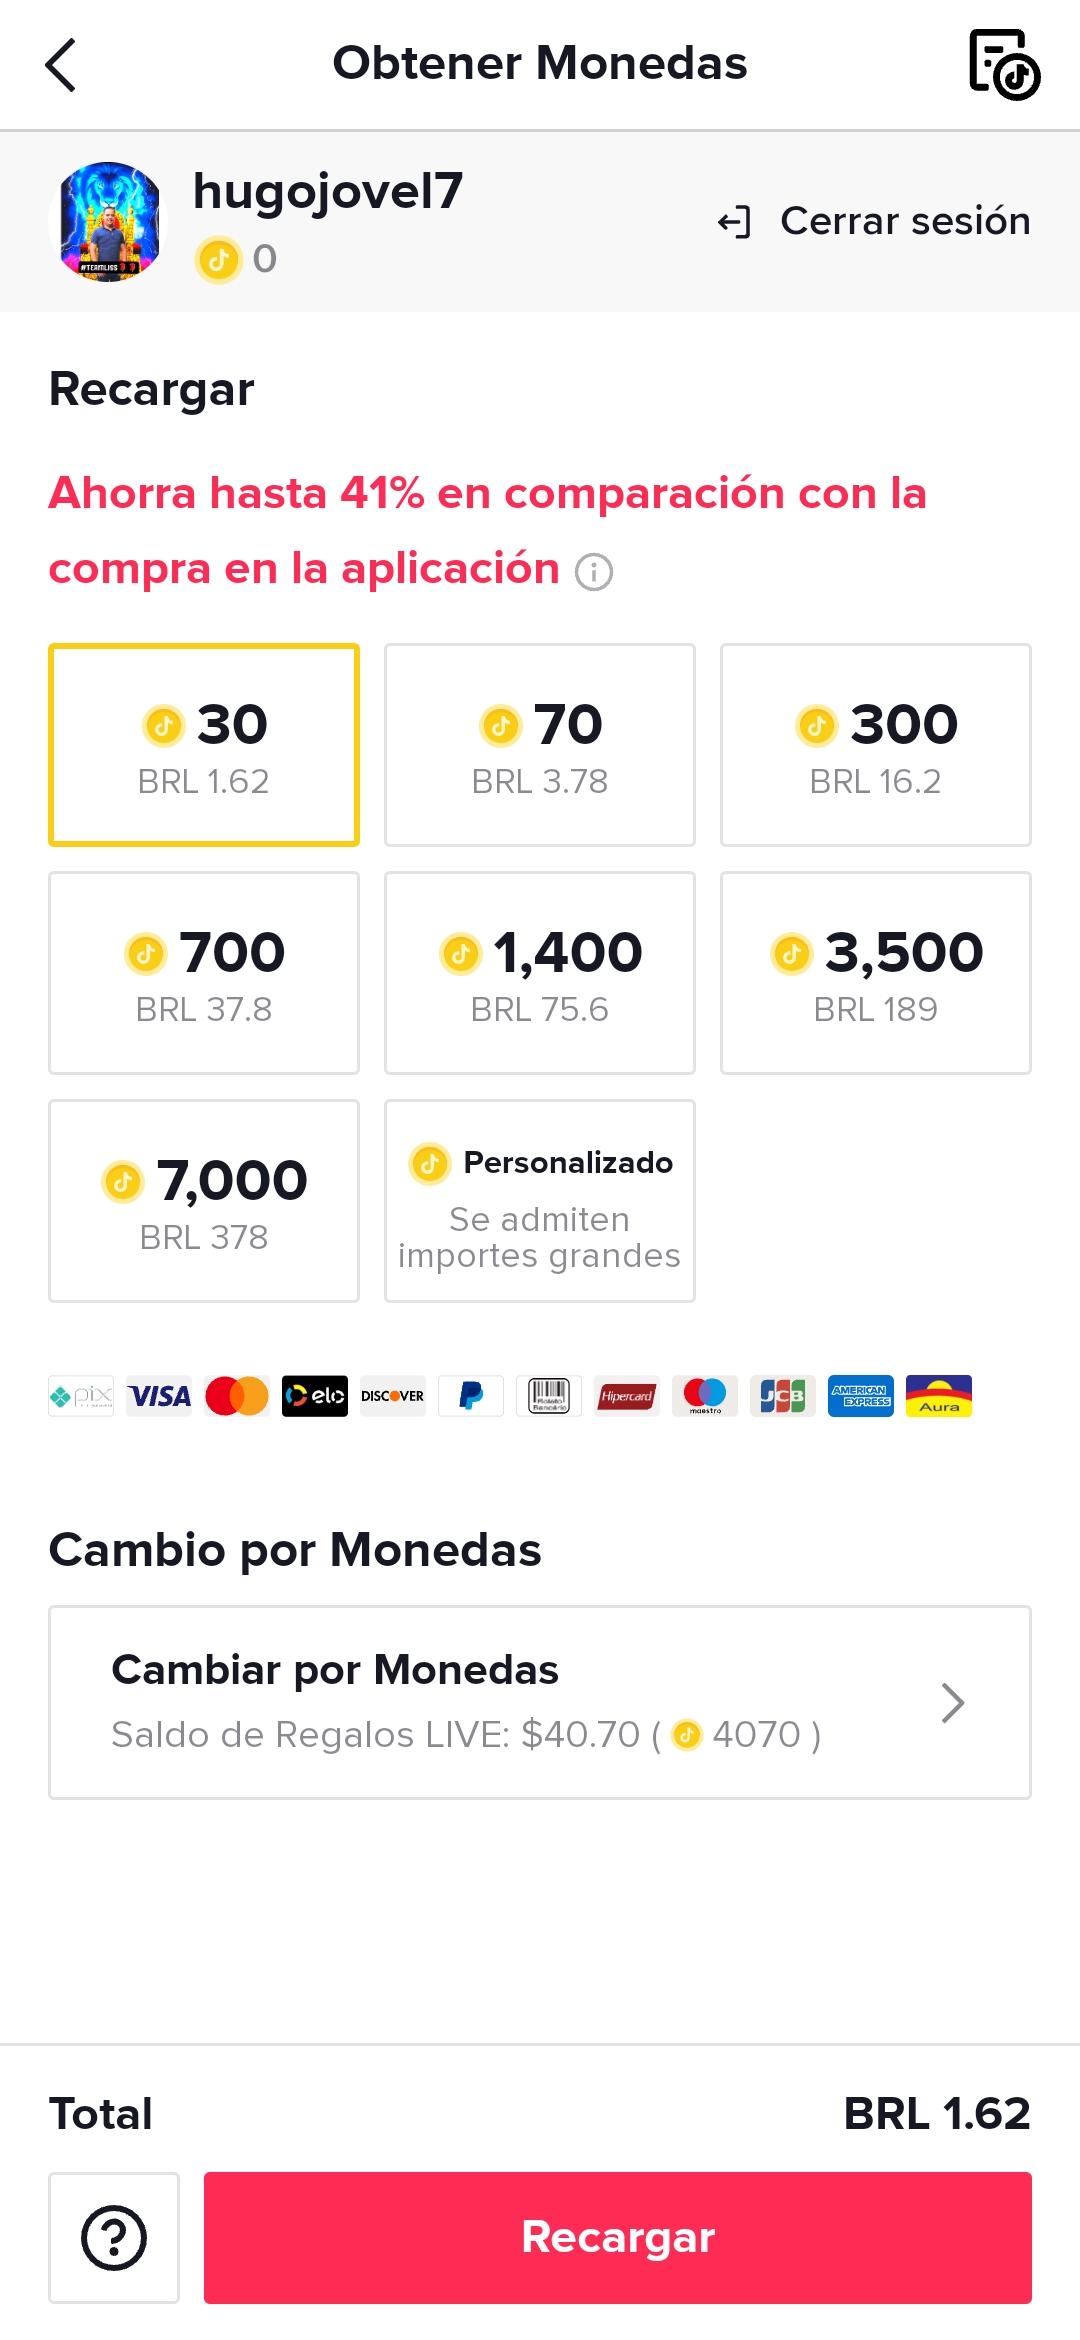 Obtener Monedas
hugojovel7
0
Cerrar sesión
#TEAMLISS
Recargar
Ahorra hasta 41% en comparación con la
compra en la aplicación
30
BRL 1.62
70
BRL 3.78
300
BRL 16.2
700
BRL 37.8
1,400
BRL 75.6
3,500
BRL 189
7,000
BRL 378
Personalizado
Se admiten
importes grandes
pix VISA elo DISCOVER Boleto Bancário Hipercard maestro JCB AMERICAN EXPRESS Aura
Cambio por Monedas
Cambiar por Monedas
Saldo de Regalos LIVE: $40.70 ( 4070 )
Total
BRL 1.62
Recargar